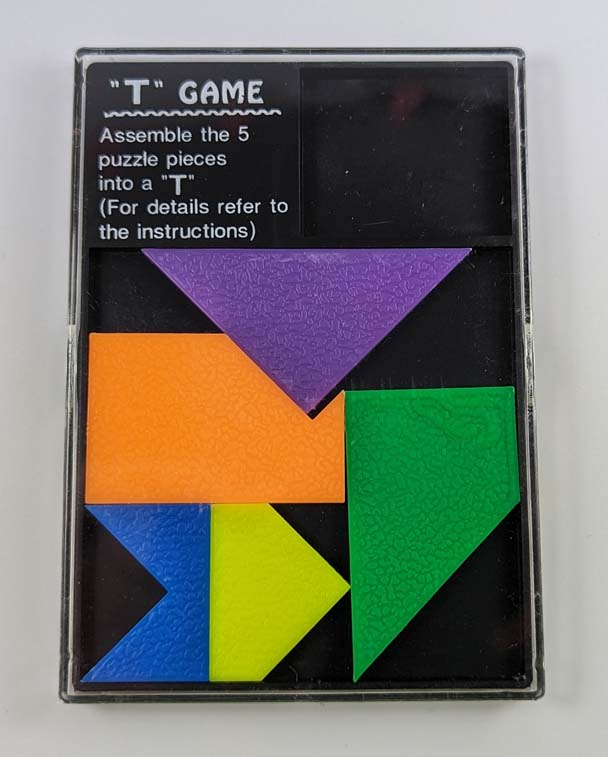 "T" GAME
Assemble the 5
puzzle pieces
into a "T"
(For details refer to
the instructions)